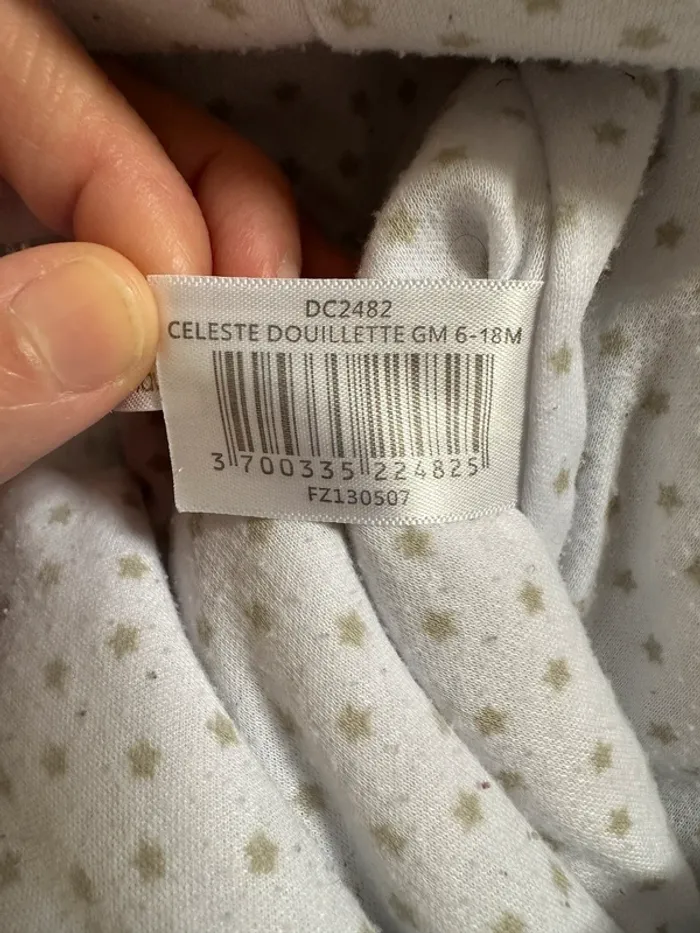 DC2482
CELESTE DOUILLETTE GM 6-18M
3 700335 224825
FZ130507